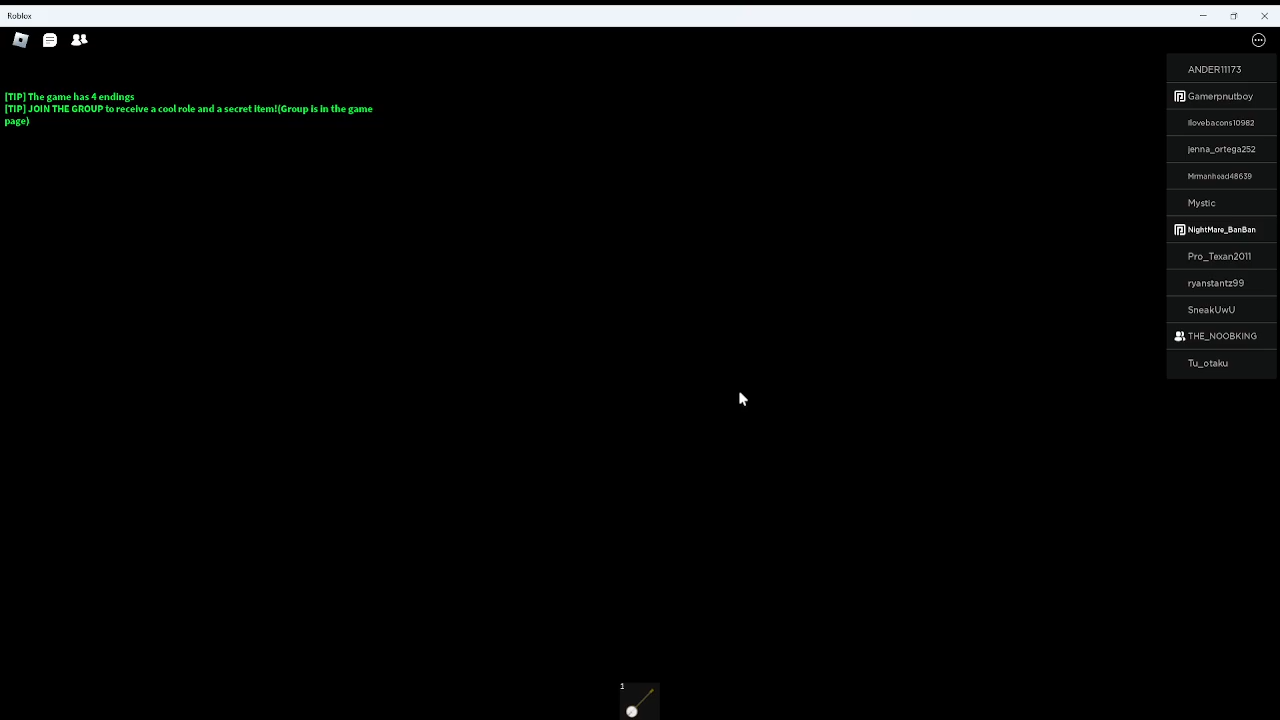 Roblox
[TIP] The game has 4 endings
[TIP] JOIN THE GROUP to receive a cool role and a secret item!(Group is in the game
page)
ANDER11173
Gamerpnutboy
Ilovebacons10982
jenna_ortega252
Mrmanhead48639
Mystic
NightMare_BanBan
Pro_Texan2011
ryanstantz99
SneakUwU
THE_NOOBKING
Tu_otaku
1